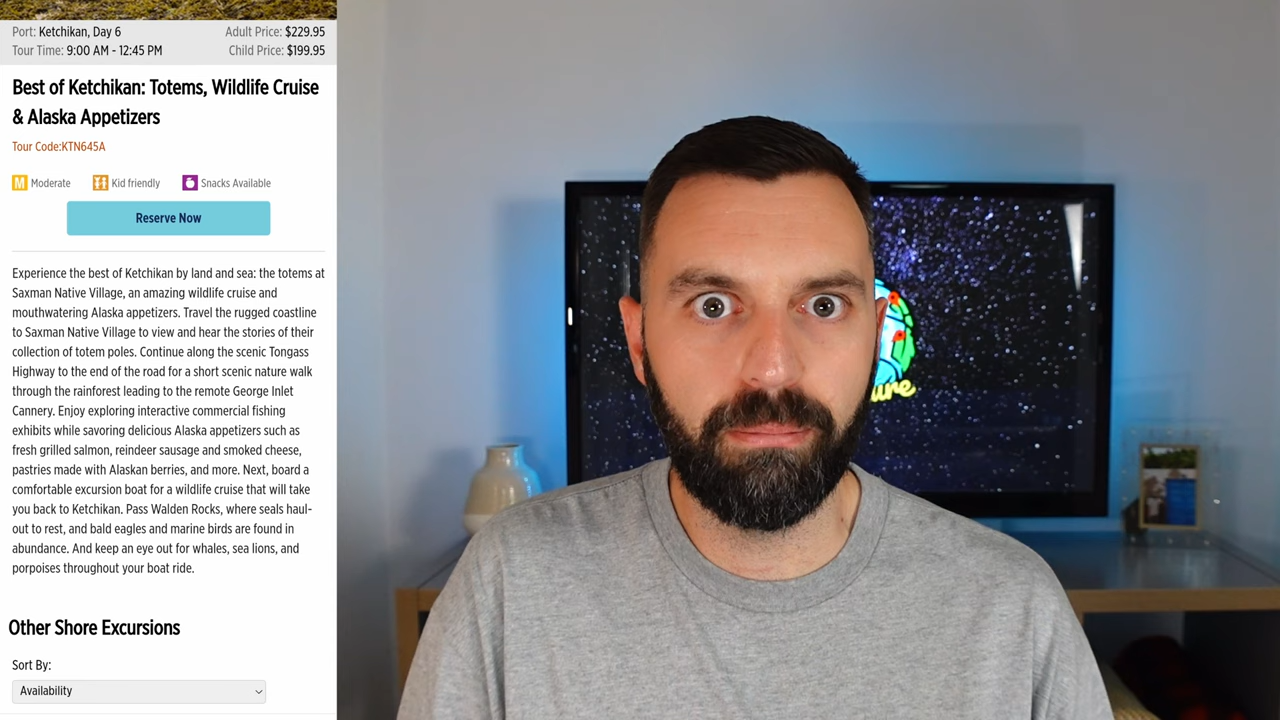 Port: Ketchikan, Day 6 Adult Price: $229.95
Tour Time: 9:00 AM - 12:45 PM Child Price: $199.95
Best of Ketchikan: Totems, Wildlife Cruise
& Alaska Appetizers
Tour Code:KTN645A
M Moderate Kid friendly Snacks Available
Reserve Now
Experience the best of Ketchikan by land and sea: the totems at
Saxman Native Village, an amazing wildlife cruise and
mouthwatering Alaska appetizers. Travel the rugged coastline
to Saxman Native Village to view and hear the stories of their
collection of totem poles. Continue along the scenic Tongass
Highway to the end of the road for a short scenic nature walk
through the rainforest leading to the remote George Inlet
Cannery. Enjoy exploring interactive commercial fishing
exhibits while savoring delicious Alaska appetizers such as
fresh grilled salmon, reindeer sausage and smoked cheese,
pastries made with Alaskan berries, and more. Next, board a
comfortable excursion boat for a wildlife cruise that will take
you back to Ketchikan. Pass Walden Rocks, where seals haul-
out to rest, and bald eagles and marine birds are found in
abundance. And keep an eye out for whales, sea lions, and
porpoises throughout your boat ride.
Other Shore Excursions
Sort By:
Availability